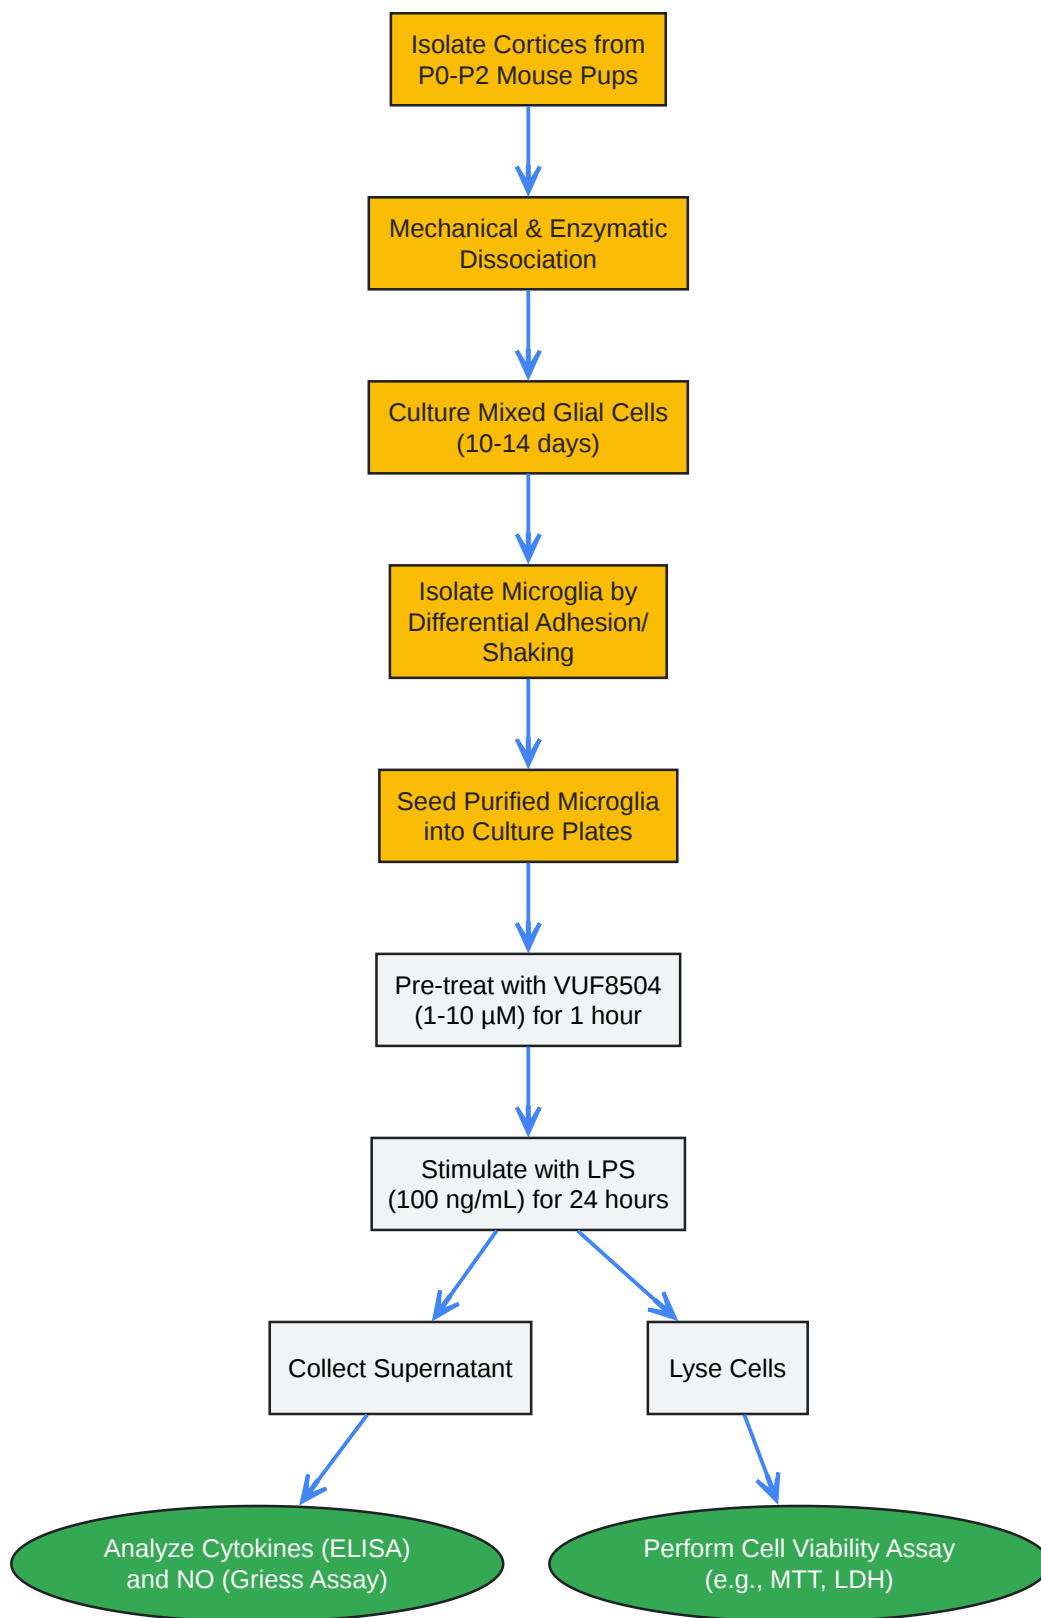 Isolate Cortices from
P0-P2 Mouse Pups
Mechanical & Enzymatic
Dissociation
Culture Mixed Glial Cells
(10-14 days)
Isolate Microglia by
Differential Adhesion/
Shaking
Seed Purified Microglia
into Culture Plates
Pre-treat with VUF8504
(1-10 µM) for 1 hour
Stimulate with LPS
(100 ng/mL) for 24 hours
Collect Supernatant
Lyse Cells
Analyze Cytokines (ELISA)
and NO (Griess Assay)
Perform Cell Viability Assay
(e.g., MTT, LDH)